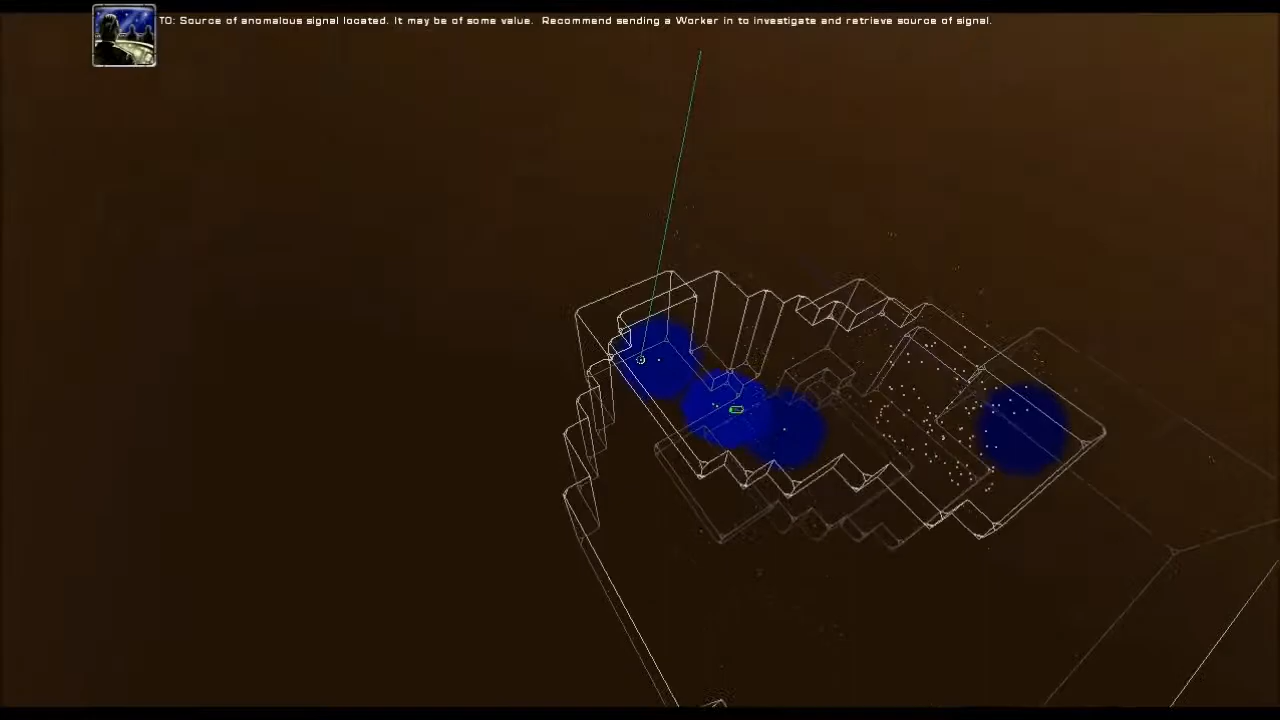 TO: Source of anomalous signal located. It may be of some value.  Recommend sending a Worker in to investigate and retrieve source of signal.